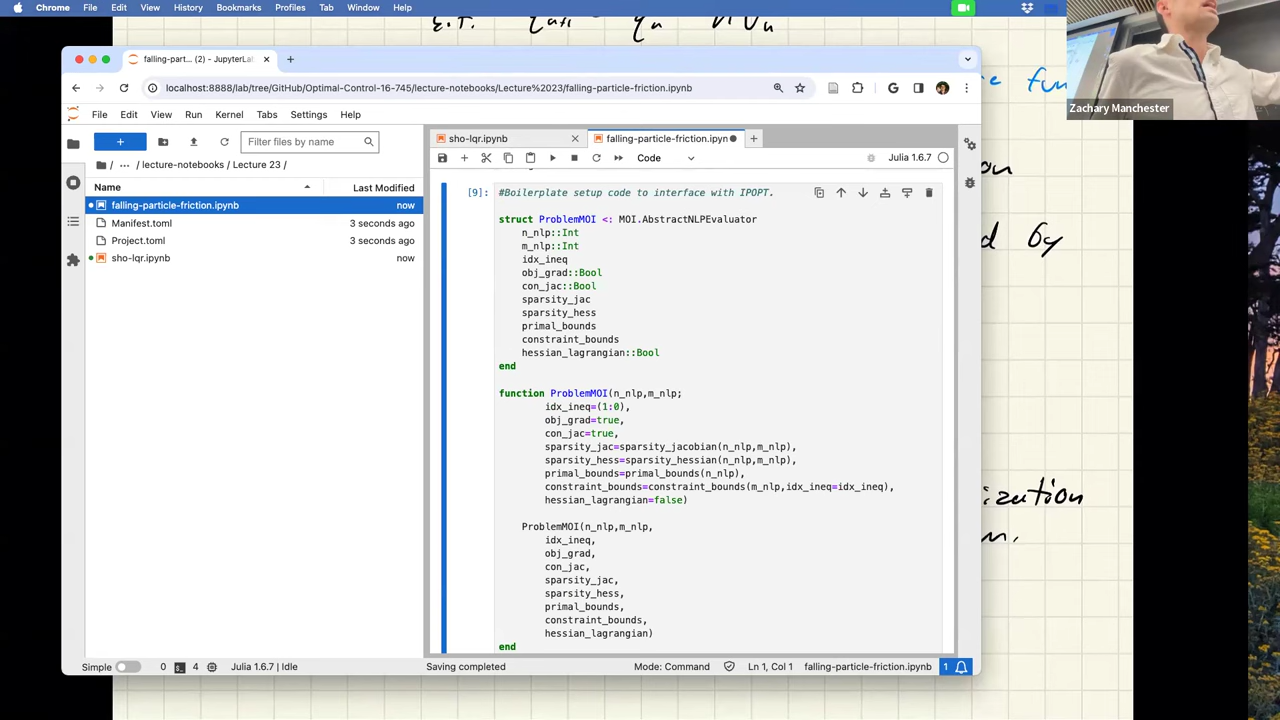 Chrome File Edit View History Bookmarks Profiles Tab Window Help
falling-part... (2) - JupyterLab
localhost:8888/lab/tree/GitHub/Optimal-Control-16-745/lecture-notebooks/Lecture%2023/falling-particle-friction.ipynb
Zachary Manchester
File Edit View Run Kernel Tabs Settings Help
Filter files by name
/ ... / lecture-notebooks / Lecture 23 /
Name Last Modified
falling-particle-friction.ipynb now
Manifest.toml 3 seconds ago
Project.toml 3 seconds ago
sho-lqr.ipynb now
sho-lqr.ipynb
falling-particle-friction.ipyn
Code
Julia 1.6.7
[9]: #Boilerplate setup code to interface with IPOPT.
struct ProblemMOI <: MOI.AbstractNLPEvaluator
n_nlp::Int
m_nlp::Int
idx_ineq
obj_grad::Bool
con_jac::Bool
sparsity_jac
sparsity_hess
primal_bounds
constraint_bounds
hessian_lagrangian::Bool
end
function ProblemMOI(n_nlp,m_nlp;
idx_ineq=(1:0),
obj_grad=true,
con_jac=true,
sparsity_jac=sparsity_jacobian(n_nlp,m_nlp),
sparsity_hess=sparsity_hessian(n_nlp,m_nlp),
primal_bounds=primal_bounds(n_nlp),
constraint_bounds=constraint_bounds(m_nlp,idx_ineq=idx_ineq),
hessian_lagrangian=false)
ProblemMOI(n_nlp,m_nlp,
idx_ineq,
obj_grad,
con_jac,
sparsity_jac,
sparsity_hess,
primal_bounds,
constraint_bounds,
hessian_lagrangian)
end
Simple 0 4 Julia 1.6.7 | Idle Saving completed Mode: Command Ln 1, Col 1 falling-particle-friction.ipynb 1
by